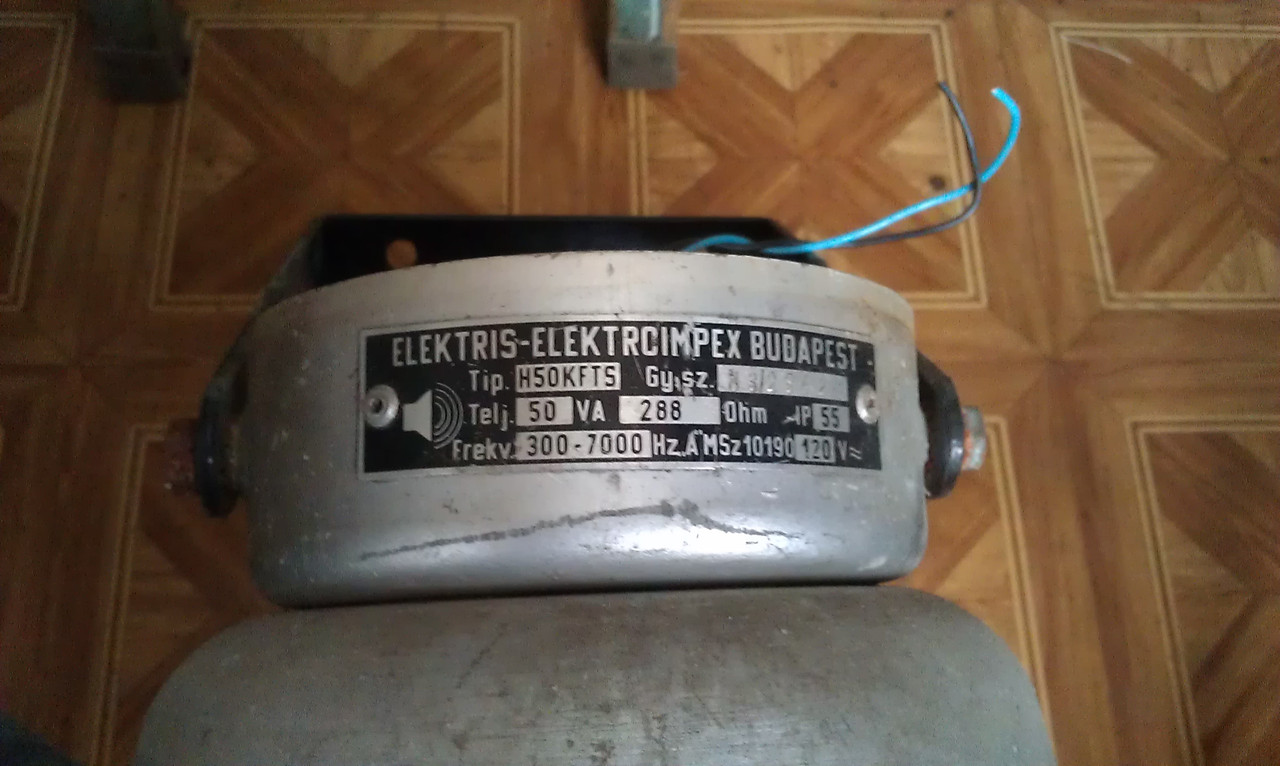 ELEKTRIS-ELEKTROIMPEX BUDAPEST
Tip. H50KFTS Gy.sz.
Telj. 50 VA 288 Ohm IP 55
Frekv. 300-7000 Hz. A MSz10190 120 V≈